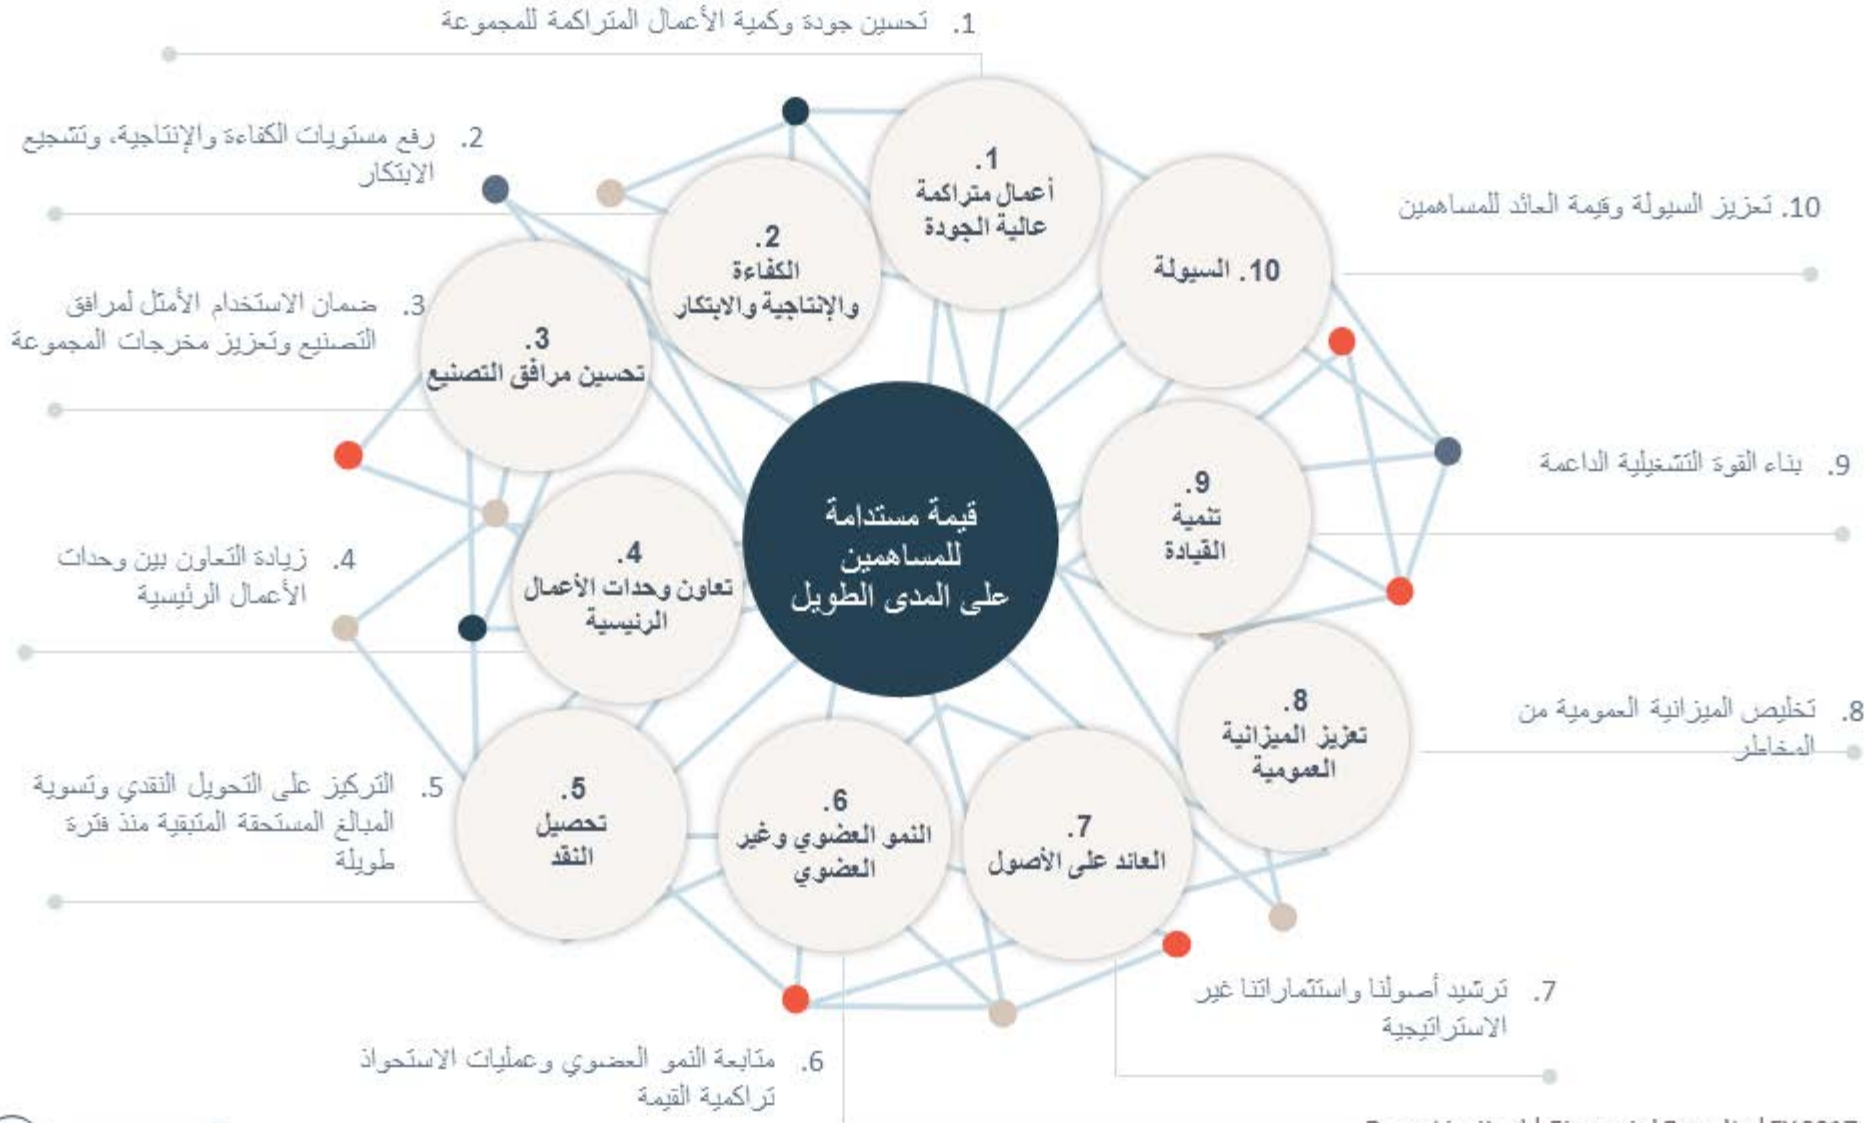 1. تحسين جودة وكمية الأعمال المتراكمة للمجموعة
2. رفع مستويات الكفاءة والإنتاجية، وتشجيع
الابتكار
3. ضمان الاستخدام الأمثل لمرافق
التصنيع وتعزيز مخرجات المجموعة
4. زيادة التعاون بين وحدات
الأعمال الرئيسية
5. التركيز على التحويل النقدي وتسوية
المبالغ المستحقة المتبقية منذ فترة
طويلة
6. متابعة النمو العضوي وعمليات الاستحواذ
تراكمية القيمة
7. ترشيد أصولنا واستثماراتنا غير
الاستراتيجية
8. تخليص الميزانية العمومية من
المخاطر
9. بناء القوة التشغيلية الداعمة
10. تعزيز السيولة وقيمة العائد للمساهمين
1.
أعمال متراكمة
عالية الجودة
2.
الكفاءة
والإنتاجية والابتكار
3.
تحسين مرافق التصنيع
4.
تعاون وحدات الأعمال
الرئيسية
5.
تحصيل
النقد
6.
النمو العضوي وغير
العضوي
7.
العائد على الأصول
8.
تعزيز الميزانية
العمومية
9.
تنمية
القيادة
10. السيولة
قيمة مستدامة
للمساهمين
على المدى الطويل